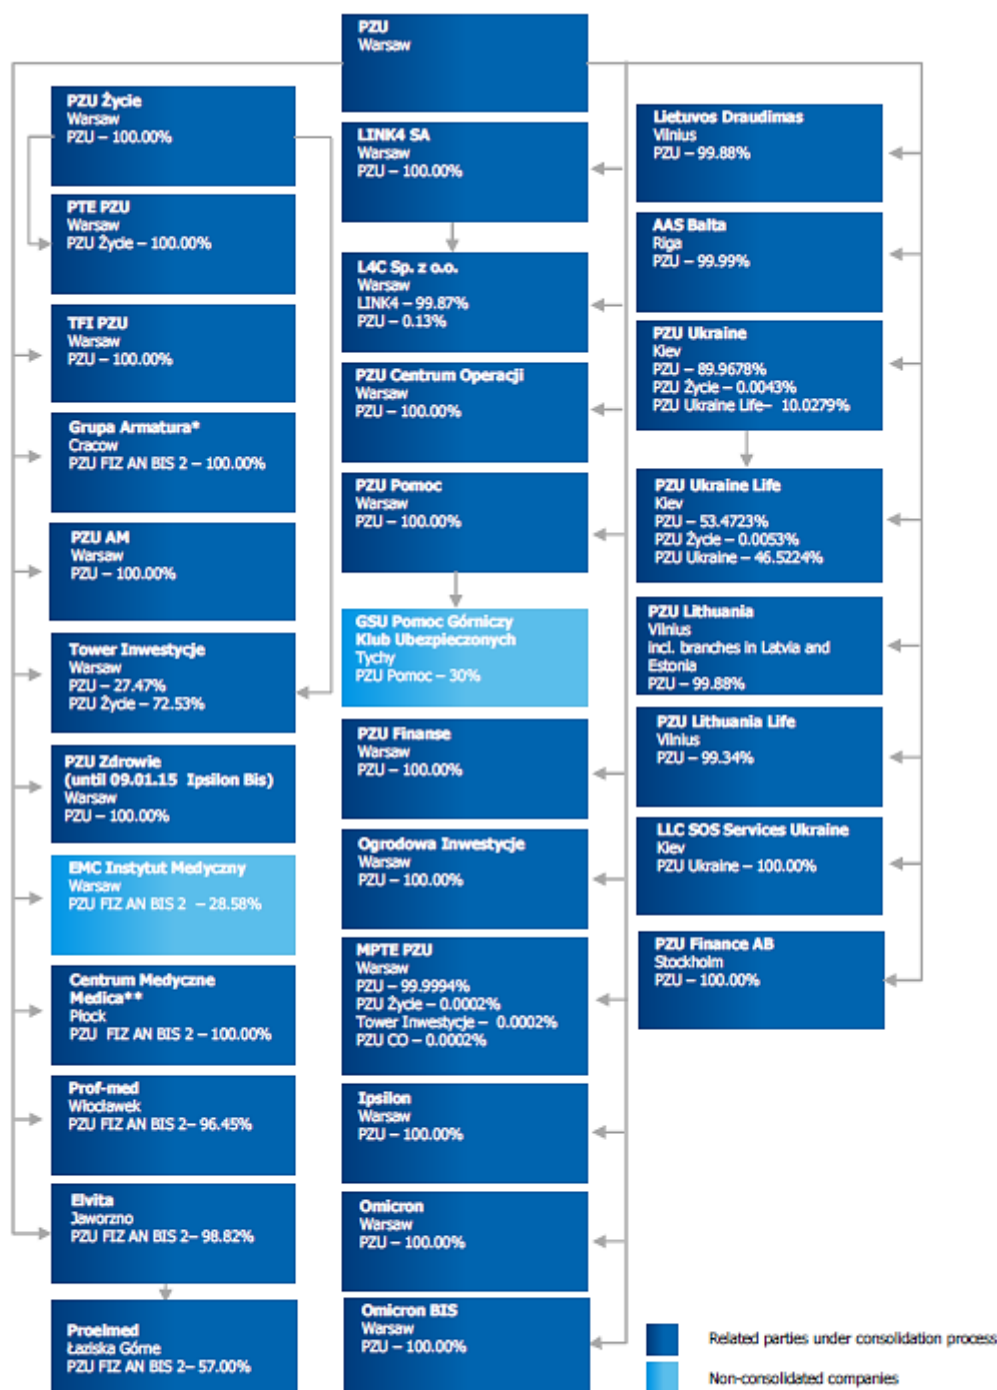 PZU
Warsaw
PZU Życie
Warsaw
PZU – 100.00%
PTE PZU
Warsaw
PZU Życie – 100.00%
TFI PZU
Warsaw
PZU – 100.00%
Grupa Armatura*
Cracow
PZU FIZ AN BIS 2 – 100.00%
PZU AM
Warsaw
PZU – 100.00%
Tower Inwestycje
Warsaw
PZU – 27.47%
PZU Życie – 72.53%
PZU Zdrowie
(until 09.01.15 Ipsilon Bis)
Warsaw
PZU – 100.00%
EMC Instytut Medyczny
Warsaw
PZU FIZ AN BIS 2 – 28.58%
Centrum Medyczne
Medica**
Płock
PZU FIZ AN BIS 2 – 100.00%
Prof-med
Włocławek
PZU FIZ AN BIS 2– 96.45%
Elvita
Jaworzno
PZU FIZ AN BIS 2– 98.82%
Proelmed
Łaziska Górne
PZU FIZ AN BIS 2– 57.00%
LINK4 SA
Warsaw
PZU – 100.00%
L4C Sp. z o.o.
Warsaw
LINK4 – 99.87%
PZU – 0.13%
PZU Centrum Operacji
Warsaw
PZU – 100.00%
PZU Pomoc
Warsaw
PZU – 100.00%
GSU Pomoc Górniczy
Klub Ubezpieczonych
Tychy
PZU Pomoc – 30%
PZU Finanse
Warsaw
PZU – 100.00%
Ogrodowa Inwestycje
Warsaw
PZU – 100.00%
MPTE PZU
Warsaw
PZU – 99.9994%
PZU Życie – 0.0002%
Tower Inwestycje – 0.0002%
PZU CO – 0.0002%
Ipsilon
Warsaw
PZU – 100.00%
Omicron
Warsaw
PZU – 100.00%
Omicron BIS
Warsaw
PZU – 100.00%
Lietuvos Draudimas
Vilnius
PZU – 99.88%
AAS Balta
Riga
PZU – 99.99%
PZU Ukraine
Kiev
PZU – 89.9678%
PZU Życie – 0.0043%
PZU Ukraine Life– 10.0279%
PZU Ukraine Life
Kiev
PZU – 53.4723%
PZU Życie – 0.0053%
PZU Ukraine – 46.5224%
PZU Lithuania
Vilnius
incl. branches in Latvia and
Estonia
PZU – 99.88%
PZU Lithuania Life
Vilnius
PZU – 99.34%
LLC SOS Services Ukraine
Kiev
PZU Ukraine – 100.00%
PZU Finance AB
Stockholm
PZU – 100.00%
Related parties under consolidation process
Non-consolidated companies